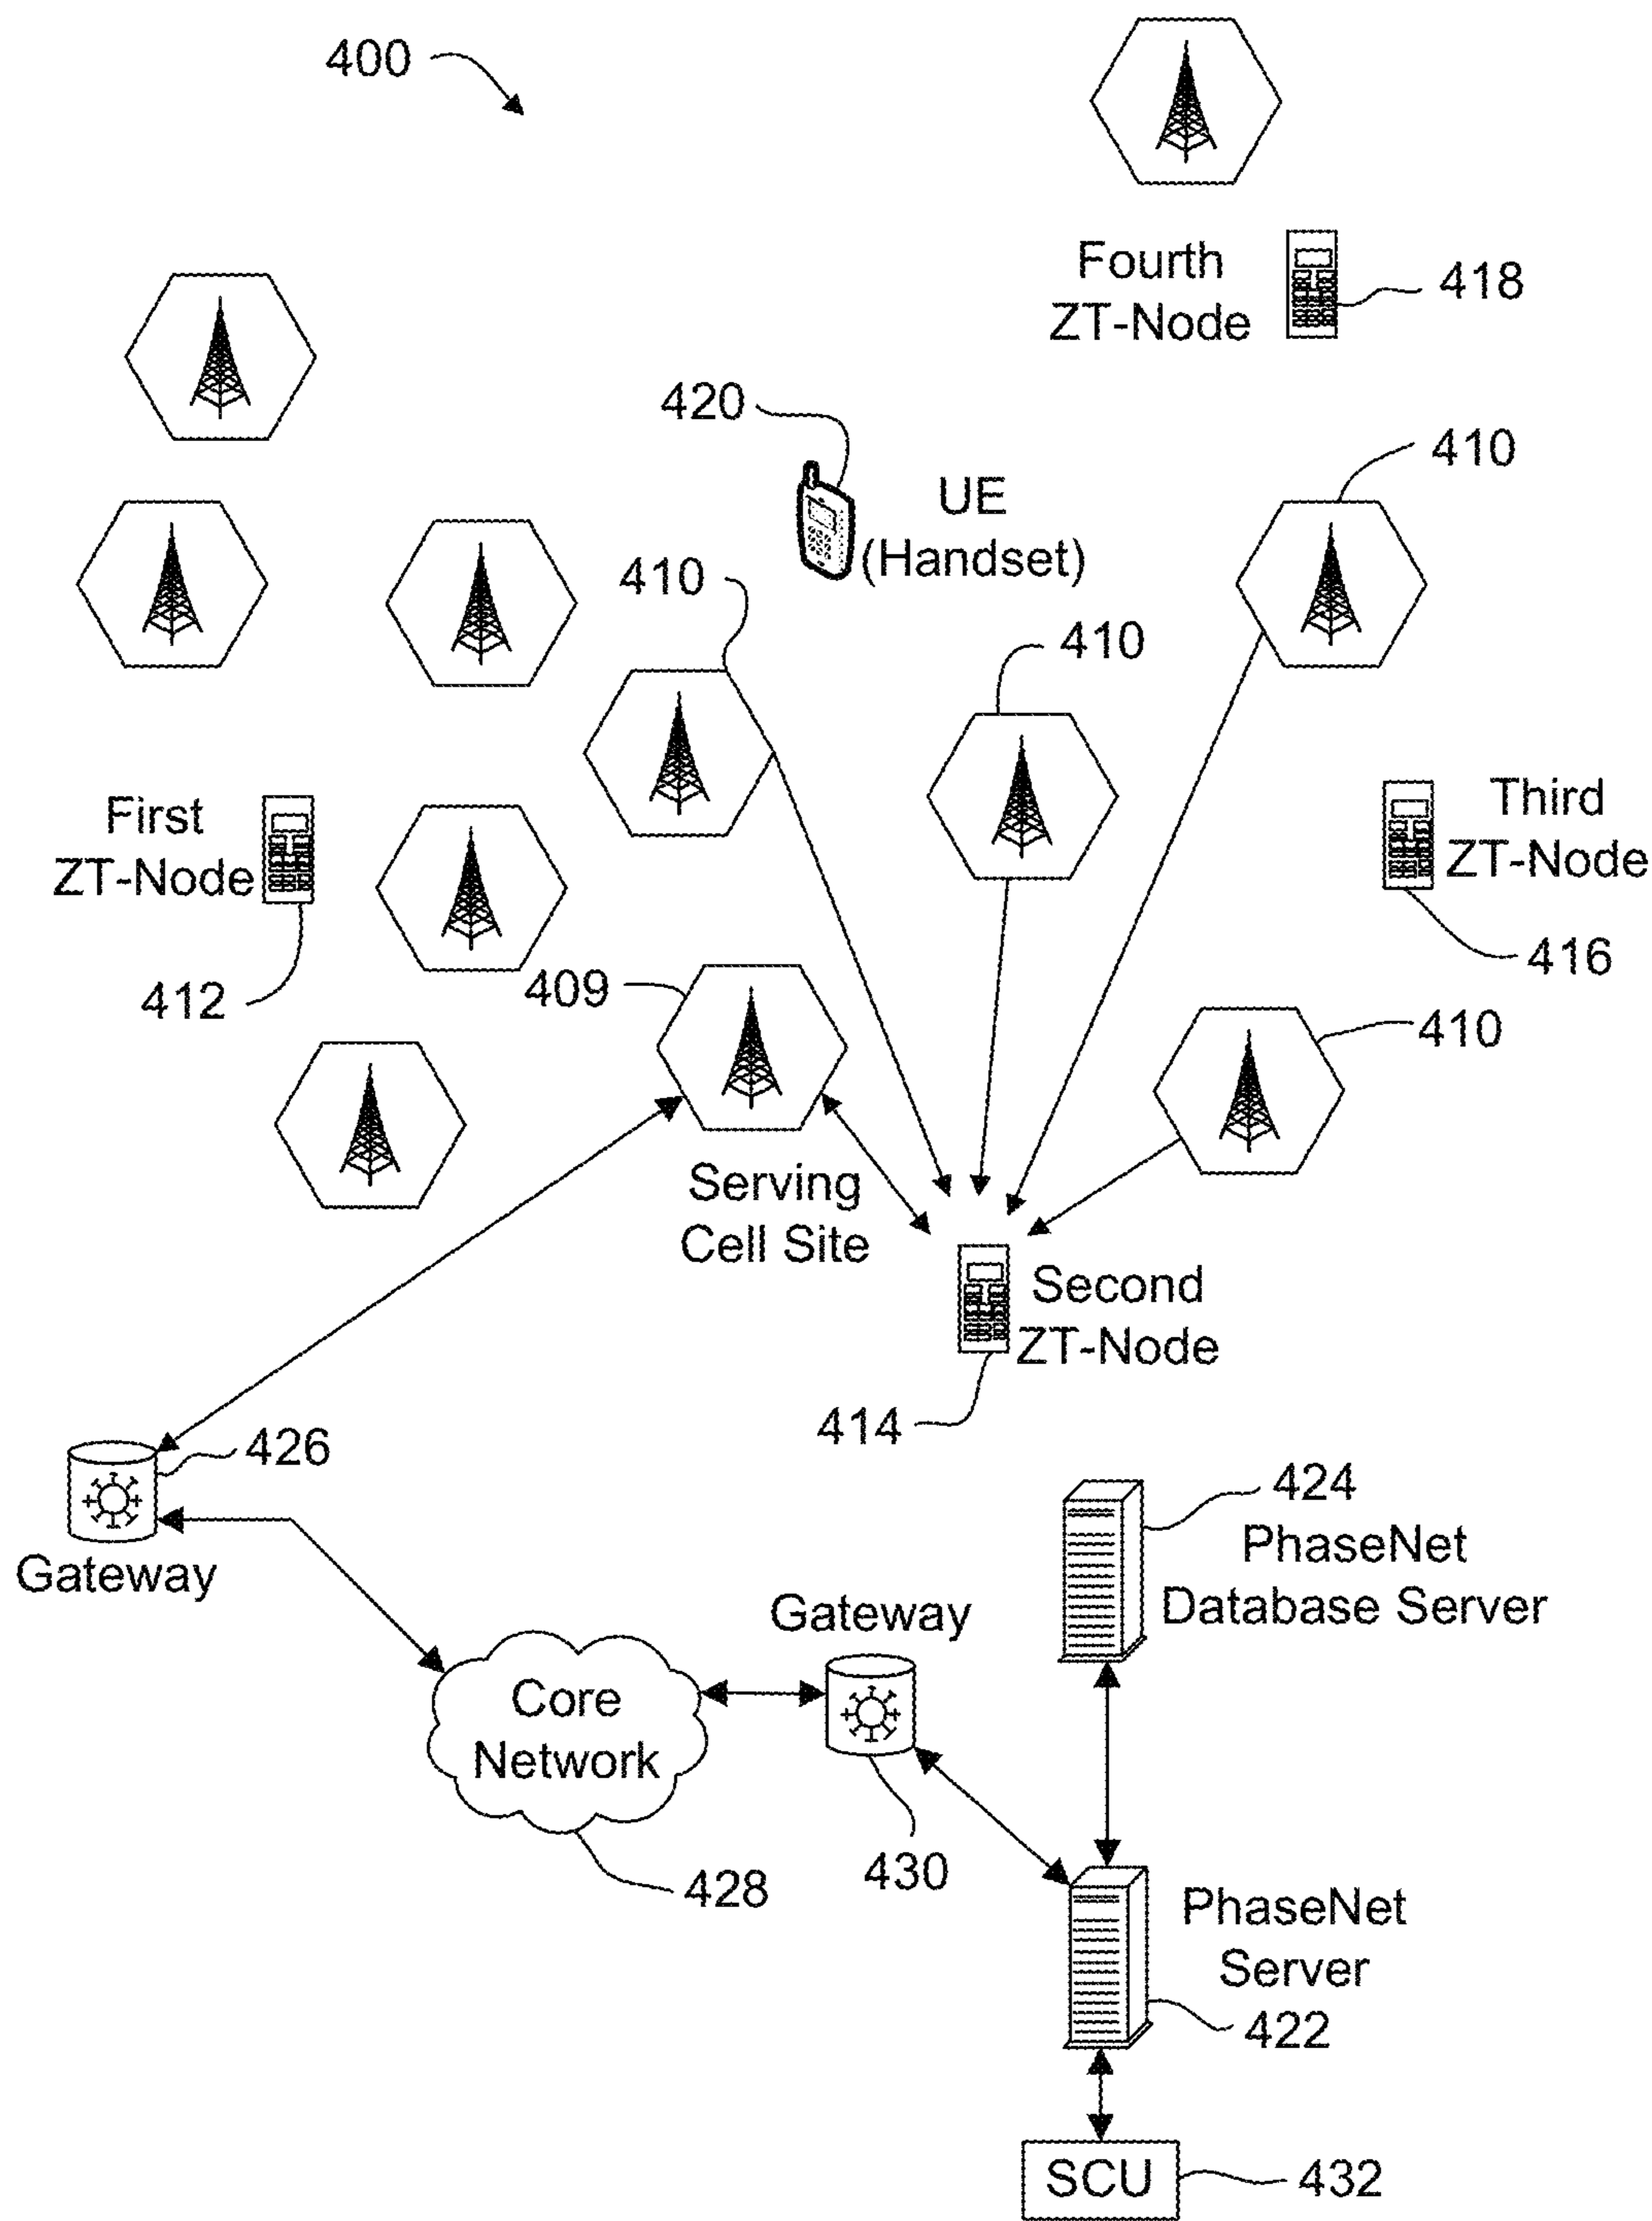 400
Fourth
ZT-Node
418
420
UE
(Handset)
410
410
410
First
ZT-Node
412
Third
ZT-Node
416
409
410
Serving
Cell Site
Second
ZT-Node
414
426
Gateway
424
PhaseNet
Database Server
Gateway
Core
Network
430
428
PhaseNet
Server
422
SCU
432